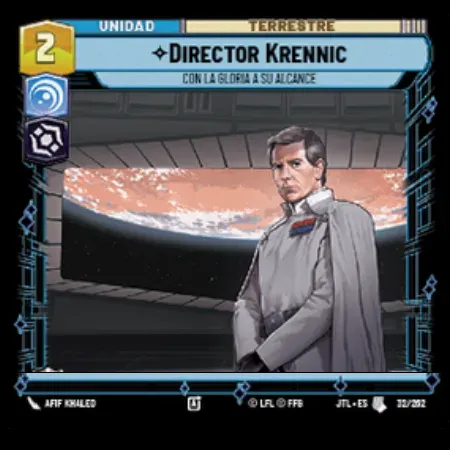 UNIDAD TERRESTRE
2
DIRECTOR KRENNIC
CON LA GLORIA A SU ALCANCE
AFIF KHALED © LFL © FFG JTL • ES 32/262